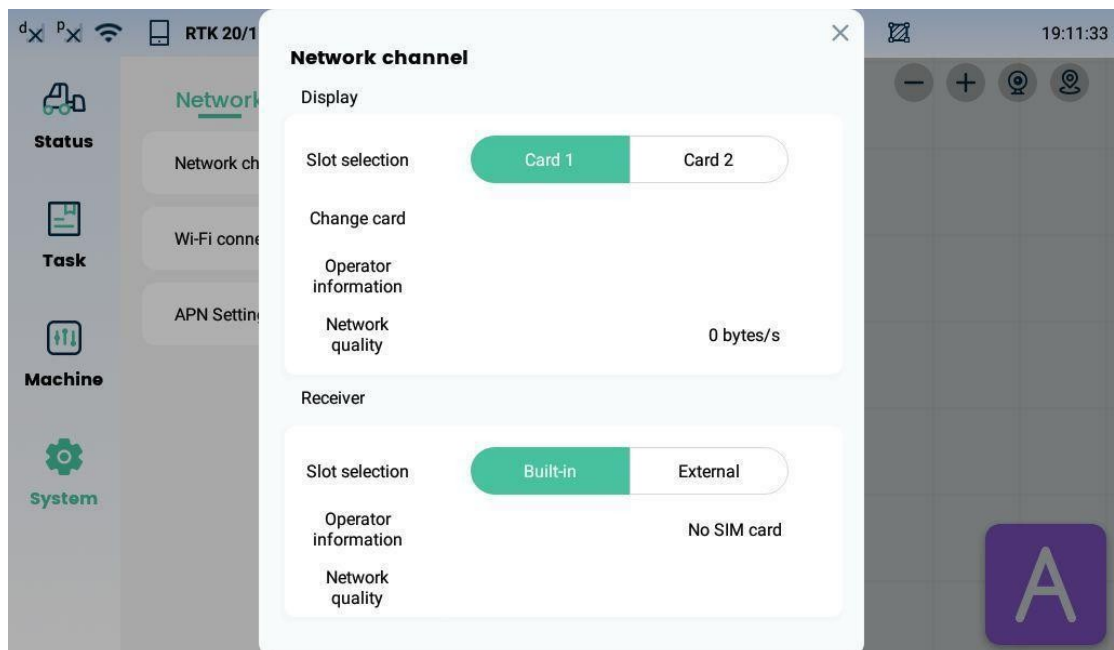 d p RTK 20/1 19:11:33
Network channel
Display
Slot selection Card 1 Card 2
Change card
Operator
information
Network
quality 0 bytes/s
Receiver
Slot selection Built-in External
Operator
information No SIM card
Network
quality
Status
Task
Machine
System
Network
Network ch
Wi-Fi conne
APN Setting
A